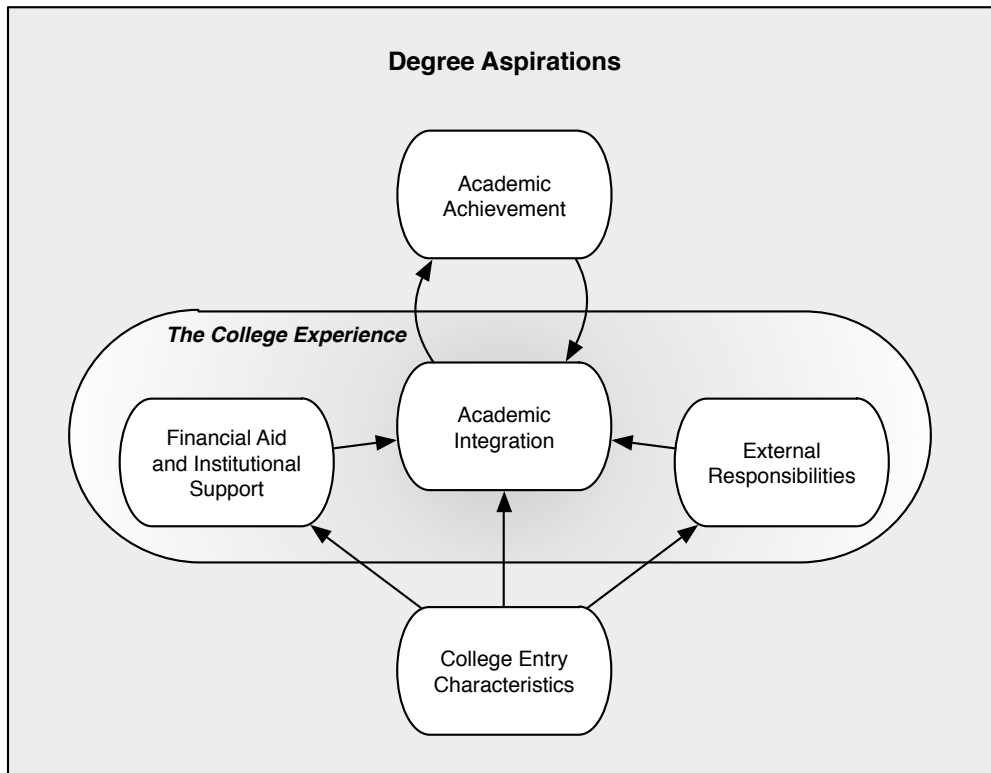 Degree Aspirations
Academic
Achievement
The College Experience
Academic
Integration
Financial Aid
and Institutional
Support
External
Responsibilities
College Entry
Characteristics